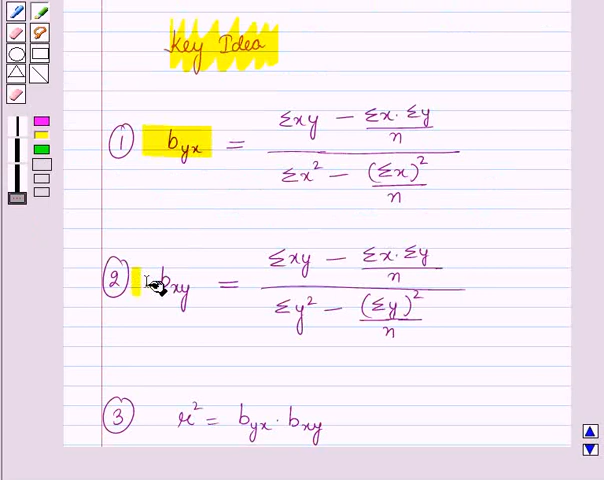 Key Idea
① b_yx = (Σxy − (Σx · Σy)/n) / (Σx² − (Σx)²/n)
② b_xy = (Σxy − (Σx · Σy)/n) / (Σy² − (Σy)²/n)
③ r² = b_yx · b_xy